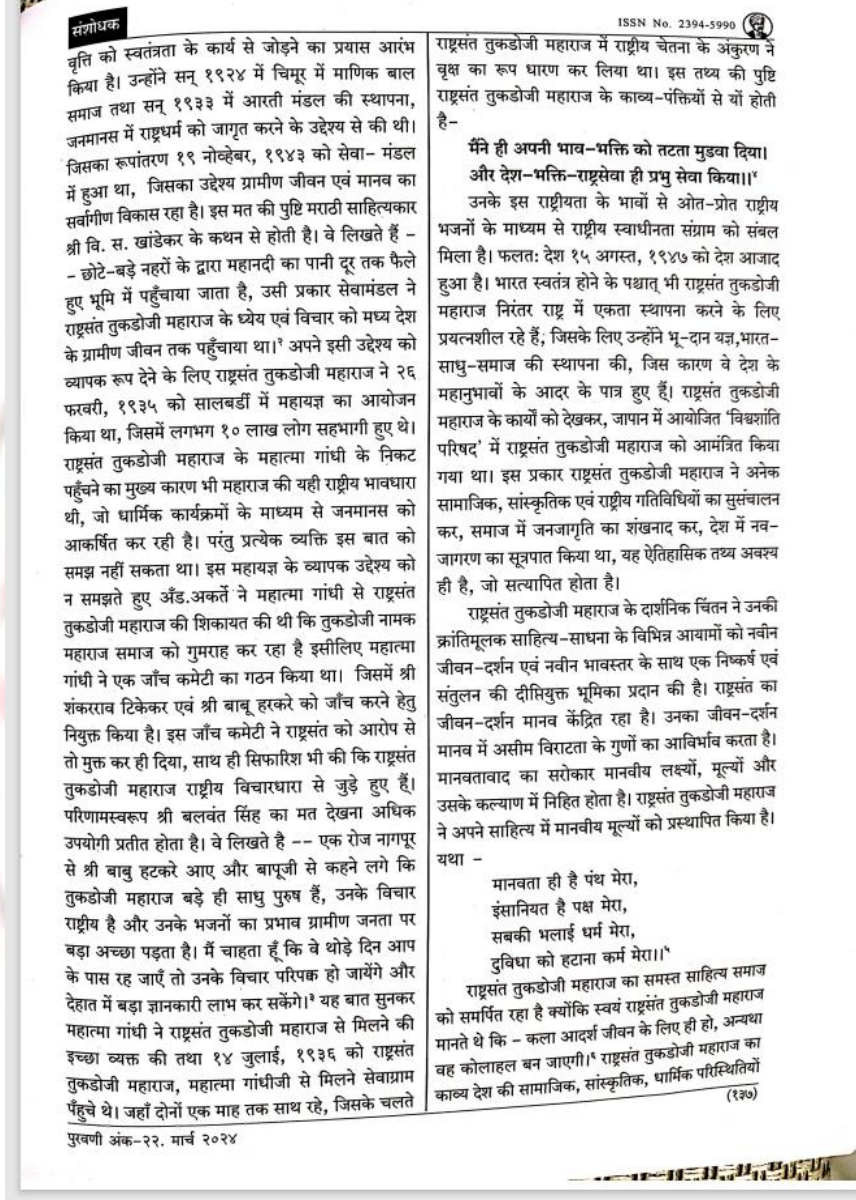 संशोधक
ISSN No. 2394-5990
वृत्ति को स्वतंत्रता के कार्य से जोड़ने का प्रयास आरंभ
किया है। उन्होंने सन् १९२४ में चिमूर में माणिक बाल
समाज तथा सन् १९३३ में आरती मंडल की स्थापना,
जनमानस में राष्ट्रधर्म को जागृत करने के उद्देश्य से की थी।
जिसका रूपांतरण १९ नोव्हेबर, १९४३ को सेवा- मंडल
में हुआ था, जिसका उद्देश्य ग्रामीण जीवन एवं मानव का
सर्वागीण विकास रहा है। इस मत की पुष्टि मराठी साहित्यकार
श्री वि. स. खांडेकर के कथन से होती है। वे लिखते हैं -
- छोटे-बड़े नहरों के द्वारा महानदी का पानी दूर तक फैले
हुए भूमि में पहुँचाया जाता है, उसी प्रकार सेवामंडल ने
राष्ट्रसंत तुकडोजी महाराज के ध्येय एवं विचार को मध्य देश
के ग्रामीण जीवन तक पहुँचाया था।² अपने इसी उद्देश्य को
व्यापक रूप देने के लिए राष्ट्रसंत तुकडोजी महाराज ने २६
फरवरी, १९३५ को सालबर्डी में महायज्ञ का आयोजन
किया था, जिसमें लगभग १० लाख लोग सहभागी हुए थे।
राष्ट्रसंत तुकडोजी महाराज के महात्मा गांधी के निकट
पहुँचने का मुख्य कारण भी महाराज की यही राष्ट्रीय भावधारा
थी, जो धार्मिक कार्यक्रमों के माध्यम से जनमानस को
आकर्षित कर रही है। परंतु प्रत्येक व्यक्ति इस बात को
समझ नहीं सकता था। इस महायज्ञ के व्यापक उद्देश्य को
न समझते हुए अँड.अकर्ते ने महात्मा गांधी से राष्ट्रसंत
तुकडोजी महाराज की शिकायत की थी कि तुकडोजी नामक
महाराज समाज को गुमराह कर रहा है इसीलिए महात्मा
गांधी ने एक जाँच कमेटी का गठन किया था। जिसमें श्री
शंकरराव टिकेकर एवं श्री बाबू हरकरे को जाँच करने हेतु
नियुक्त किया है। इस जाँच कमेटी ने राष्ट्रसंत को आरोप से
तो मुक्त कर ही दिया, साथ ही सिफारिश भी की कि राष्ट्रसंत
तुकडोजी महाराज राष्ट्रीय विचारधारा से जुड़े हुए हैं।
परिणामस्वरूप श्री बलवंत सिंह का मत देखना अधिक
उपयोगी प्रतीत होता है। वे लिखते है -- एक रोज नागपूर
से श्री बाबु हटकरे आए और बापूजी से कहने लगे कि
तुकडोजी महाराज बड़े ही साधु पुरुष हैं, उनके विचार
राष्ट्रीय है और उनके भजनों का प्रभाव ग्रामीण जनता पर
बड़ा अच्छा पड़ता है। मैं चाहता हूँ कि वे थोड़े दिन आप
के पास रह जाएँ तो उनके विचार परिपक्व हो जायेंगे और
देहात में बड़ा ज्ञानकारी लाभ कर सकेंगे।³ यह बात सुनकर
महात्मा गांधी ने राष्ट्रसंत तुकडोजी महाराज से मिलने की
इच्छा व्यक्त की तथा १४ जुलाई, १९३६ को राष्ट्रसंत
तुकडोजी महाराज, महात्मा गांधीजी से मिलने सेवाग्राम
पँहुचे थे। जहाँ दोनों एक माह तक साथ रहे, जिसके चलते
राष्ट्रसंत तुकडोजी महाराज में राष्ट्रीय चेतना के अंकुरण ने
वृक्ष का रूप धारण कर लिया था। इस तथ्य की पुष्टि
राष्ट्रसंत तुकडोजी महाराज के काव्य-पंक्तियों से यों होती
है-
मैंने ही अपनी भाव-भक्ति को तटता मुडवा दिया।
और देश-भक्ति-राष्ट्रसेवा ही प्रभु सेवा किया।।⁴
उनके इस राष्ट्रीयता के भावों से ओत-प्रोत राष्ट्रीय
भजनों के माध्यम से राष्ट्रीय स्वाधीनता संग्राम को संबल
मिला है। फलत: देश १५ अगस्त, १९४७ को देश आजाद
हुआ है। भारत स्वतंत्र होने के पश्चात् भी राष्ट्रसंत तुकडोजी
महाराज निरंतर राष्ट्र में एकता स्थापना करने के लिए
प्रयत्नशील रहे हैं; जिसके लिए उन्होंने भू-दान यज्ञ,भारत-
साधु-समाज की स्थापना की, जिस कारण वे देश के
महानुभावों के आदर के पात्र हुए हैं। राष्ट्रसंत तुकडोजी
महाराज के कार्यों को देखकर, जापान में आयोजित 'विश्वशांति
परिषद' में राष्ट्रसंत तुकडोजी महाराज को आमंत्रित किया
गया था। इस प्रकार राष्ट्रसंत तुकडोजी महाराज ने अनेक
सामाजिक, सांस्कृतिक एवं राष्ट्रीय गतिविधियों का सुसंचालन
कर, समाज में जनजागृति का शंखनाद कर, देश में नव-
जागरण का सूत्रपात किया था, यह ऐतिहासिक तथ्य अवश्य
ही है, जो सत्यापित होता है।
राष्ट्रसंत तुकडोजी महाराज के दार्शनिक चिंतन ने उनकी
क्रांतिमूलक साहित्य-साधना के विभिन्न आयामों को नवीन
जीवन-दर्शन एवं नवीन भावस्तर के साथ एक निष्कर्ष एवं
संतुलन की दीप्तियुक्त भूमिका प्रदान की है। राष्ट्रसंत का
जीवन-दर्शन मानव केंद्रित रहा है। उनका जीवन-दर्शन
मानव में असीम विराटता के गुणों का आविर्भाव करता है।
मानवतावाद का सरोकार मानवीय लक्ष्यों, मूल्यों और
उसके कल्याण में निहित होता है। राष्ट्रसंत तुकडोजी महाराज
ने अपने साहित्य में मानवीय मूल्यों को प्रस्थापित किया है।
यथा -
मानवता ही है पंथ मेरा,
इंसानियत है पक्ष मेरा,
सबकी भलाई धर्म मेरा,
दुविधा को हटाना कर्म मेरा।।⁵
राष्ट्रसंत तुकडोजी महाराज का समस्त साहित्य समाज
को समर्पित रहा है क्योंकि स्वयं राष्ट्रसंत तुकडोजी महाराज
मानते थे कि - कला आदर्श जीवन के लिए ही हो, अन्यथा
वह कोलाहल बन जाएगी।⁶ राष्ट्रसंत तुकडोजी महाराज का
काव्य देश की सामाजिक, सांस्कृतिक, धार्मिक परिस्थितियों
पुरवणी अंक-२२. मार्च २०२४
(१३७)